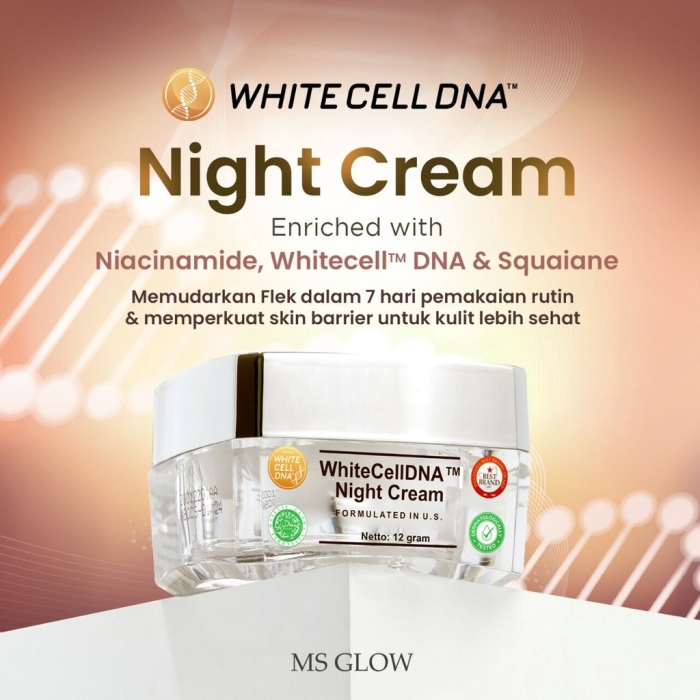 WHITE CELL DNA™
Night Cream
Enriched with
Niacinamide, Whitecell™ DNA & Squaiane
Memudarkan Flek dalam 7 hari pemakaian rutin
& memperkuat skin barrier untuk kulit lebih sehat
WHITE
CELL
DNA
WhiteCellDNA™
Night Cream
FORMULATED IN U.S.
Netto: 12 gram
BEST
BRAND
DERMATOLOGICALLY
TESTED
MS GLOW